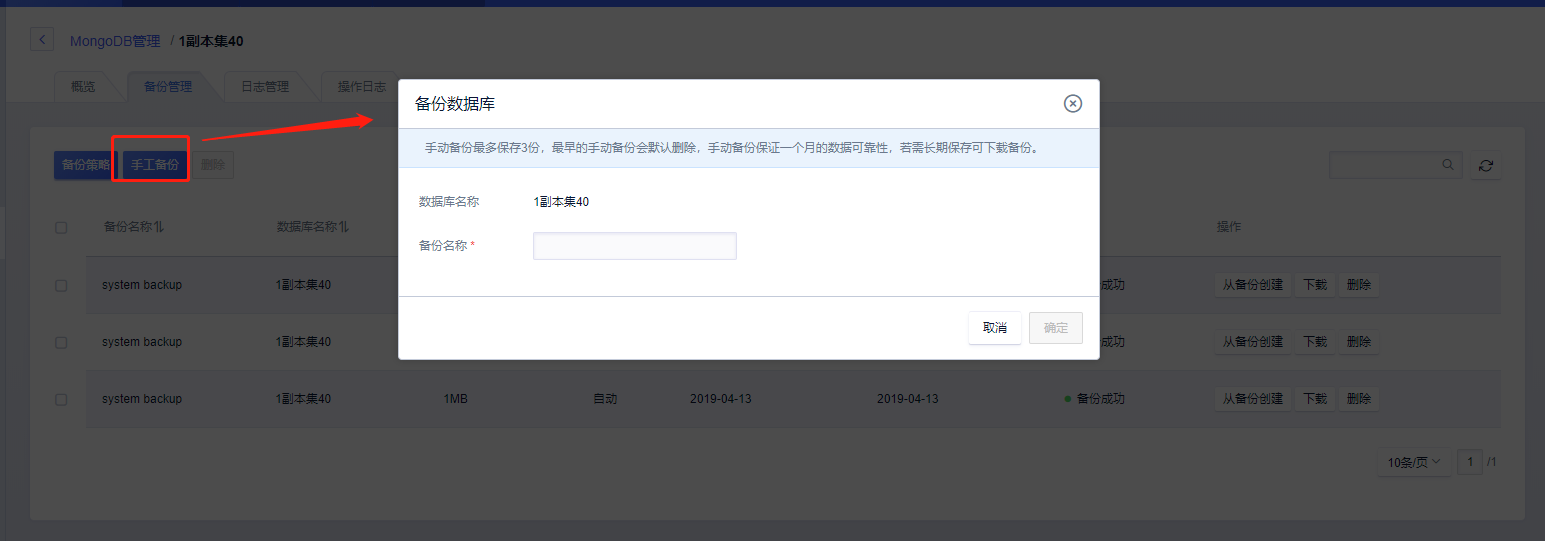 MongoDB管理 / 1副本集40
概览 备份管理 日志管理 操作日志
备份数据库
手动备份最多保存3份，最早的手动备份会默认删除，手动备份保证一个月的数据可靠性，若需长期保存可下载备份。
备份策略 手工备份 删除
数据库名称 1副本集40
备份名称 *
备份名称 数据库名称 操作
system backup 1副本集40 成功 从备份创建 下载 删除
取消 确定
system backup 1副本集40 成功 从备份创建 下载 删除
system backup 1副本集40 1MB 自动 2019-04-13 2019-04-13 备份成功 从备份创建 下载 删除
10条/页 1 /1